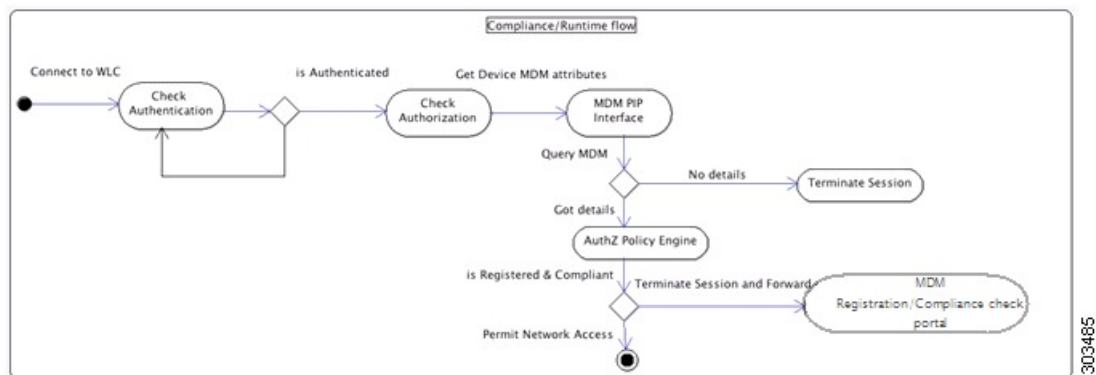 Compliance/Runtime flow
Connect to WLC
is Authenticated
Get Device MDM attributes
Check
Authentication
Check
Authorization
MDM PIP
Interface
Query MDM
No details
Terminate Session
Got details
AuthZ Policy Engine
is Registered & Compliant
Terminate Session and Forward
MDM
Registration/Compliance check
portal
Permit Network Access
303485